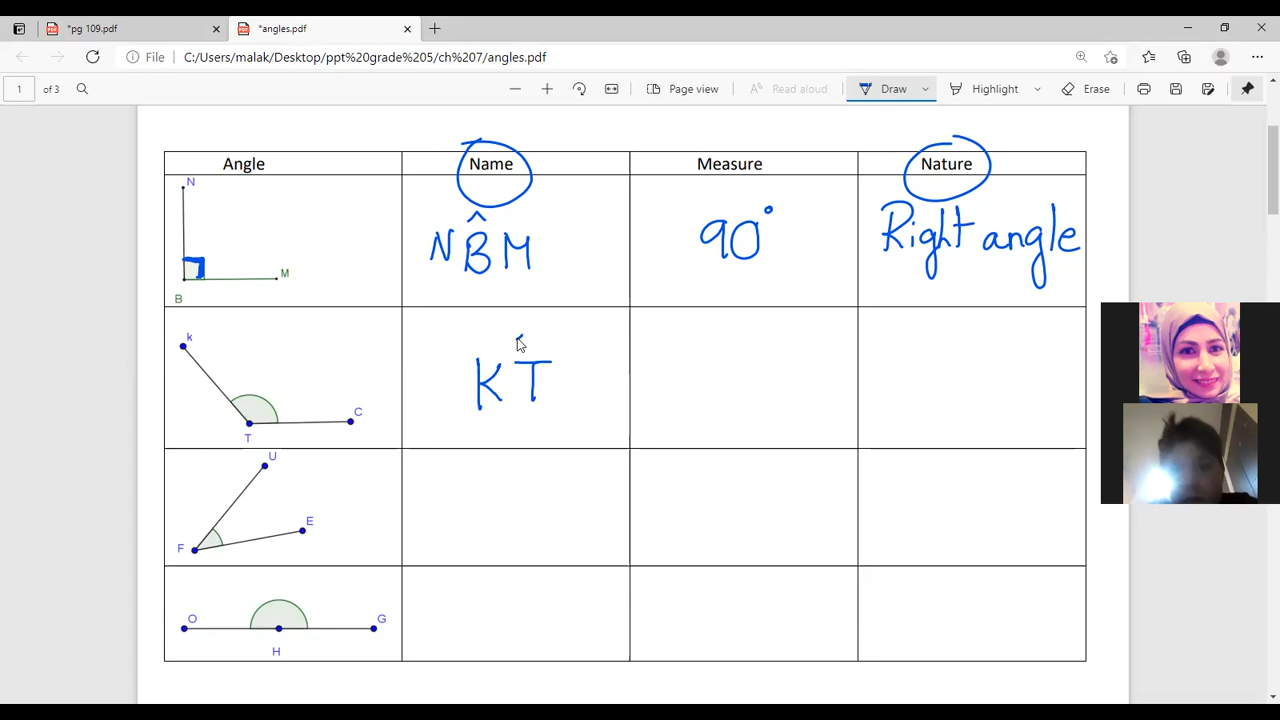 *pg 109.pdf
*angles.pdf
File C:/Users/malak/Desktop/ppt%20grade%205/ch%207/angles.pdf
1 of 3 Page view Read aloud Draw Highlight Erase
Angle Name Measure Nature
N
B
M
NB̂M 90° Right angle
k
T
C
KT
U
F
E
O
H
G